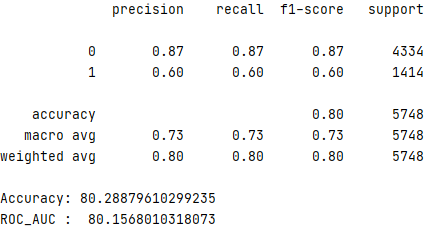 precision recall f1-score support
0 0.87 0.87 0.87 4334
1 0.60 0.60 0.60 1414
accuracy 0.80 5748
macro avg 0.73 0.73 0.73 5748
weighted avg 0.80 0.80 0.80 5748
Accuracy: 80.28879610299235
ROC_AUC : 80.1568010318073